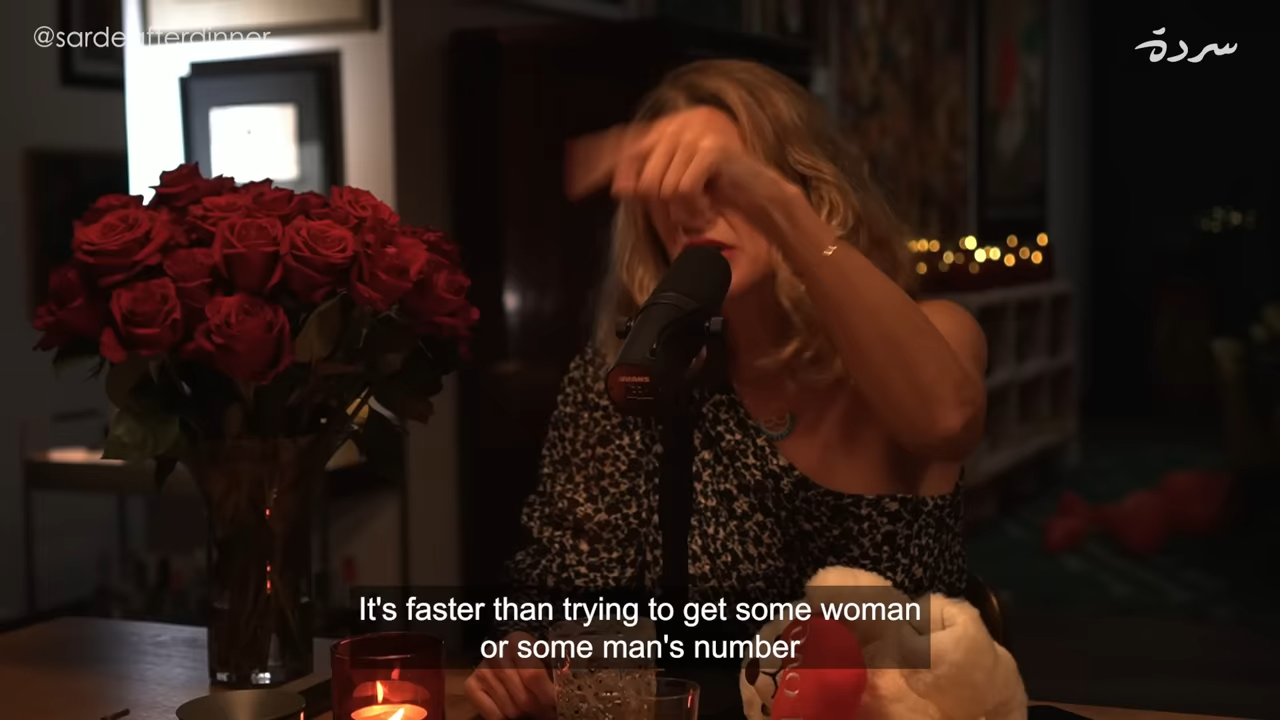 @sardeafterdinner
سردة
It's faster than trying to get some woman
or some man's number